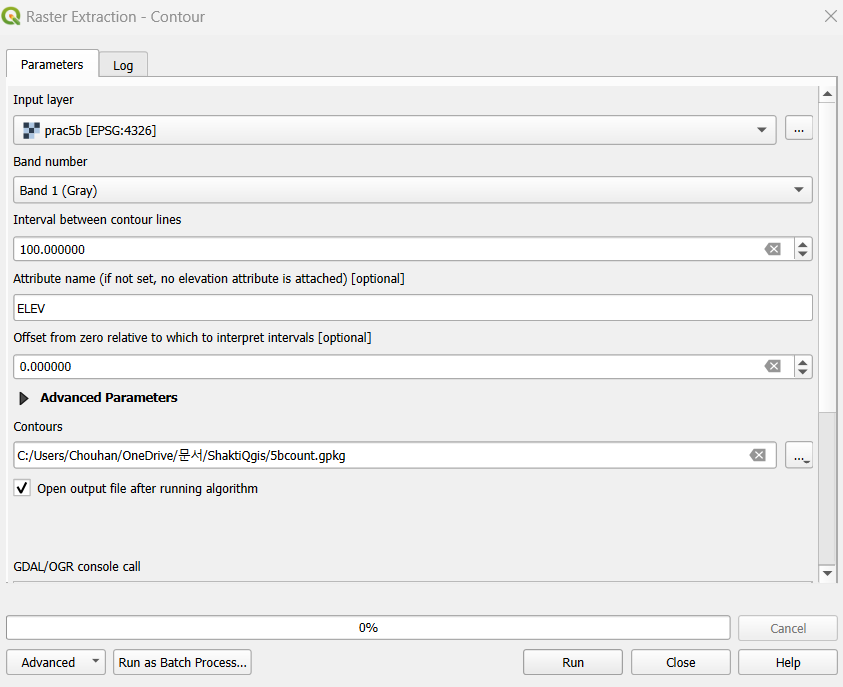 Raster Extraction - Contour
Parameters
Log
Input layer
prac5b [EPSG:4326]
...
Band number
Band 1 (Gray)
Interval between contour lines
100.000000
Attribute name (if not set, no elevation attribute is attached) [optional]
ELEV
Offset from zero relative to which to interpret intervals [optional]
0.000000
Advanced Parameters
Contours
C:/Users/Chouhan/OneDrive/문서/ShaktiQgis/5bcount.gpkg
...
Open output file after running algorithm
GDAL/OGR console call
0%
Cancel
Advanced
Run as Batch Process...
Run
Close
Help